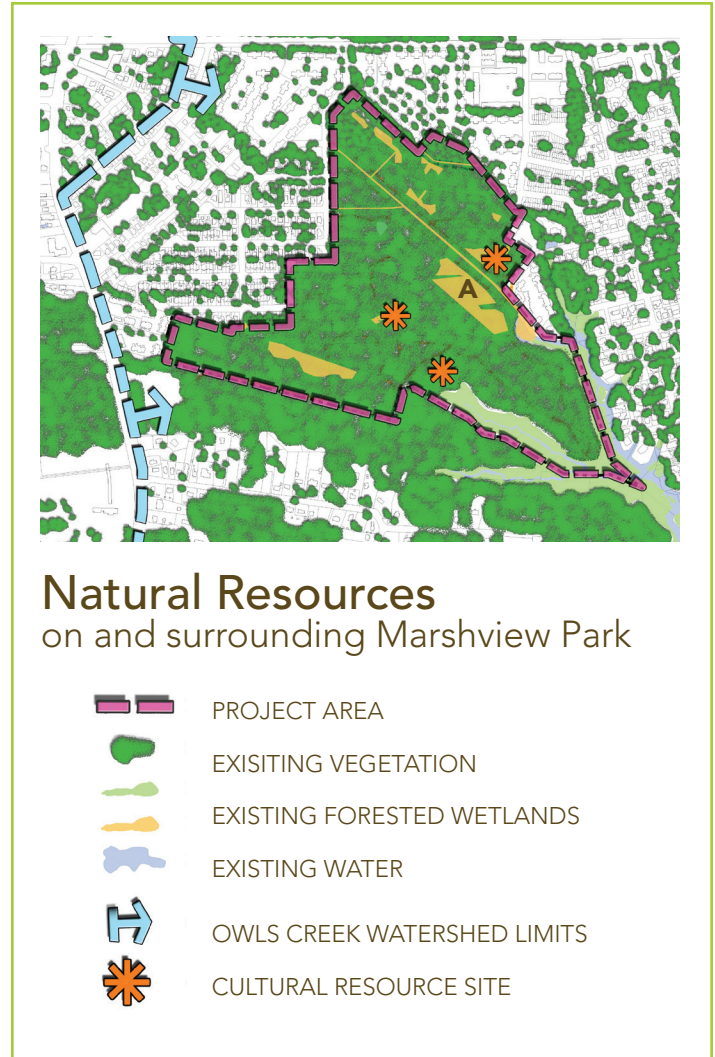 A
Natural Resources
on and surrounding Marshview Park
PROJECT AREA
EXISITING VEGETATION
EXISTING FORESTED WETLANDS
EXISTING WATER
OWLS CREEK WATERSHED LIMITS
CULTURAL RESOURCE SITE